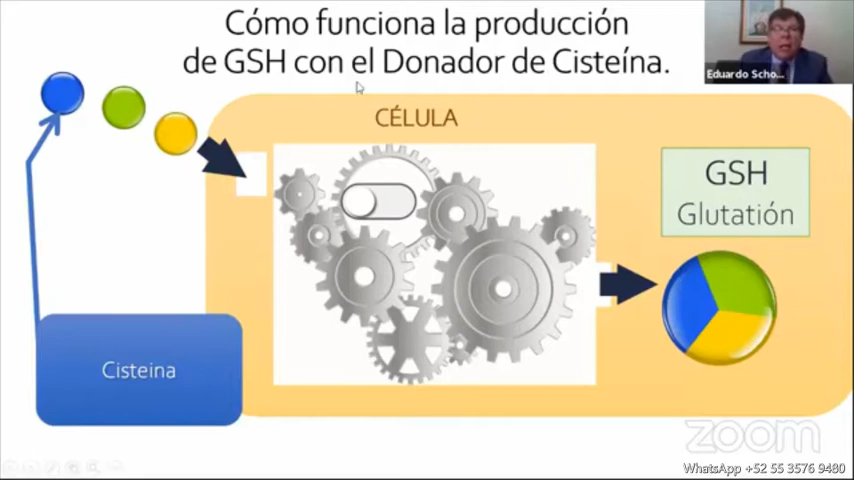 Cómo funciona la producción
de GSH con el Donador de Cisteína.
Eduardo Scho...
CÉLULA
GSH
Glutatión
Cisteina
zoom
WhatsApp +52 55 3576 9480